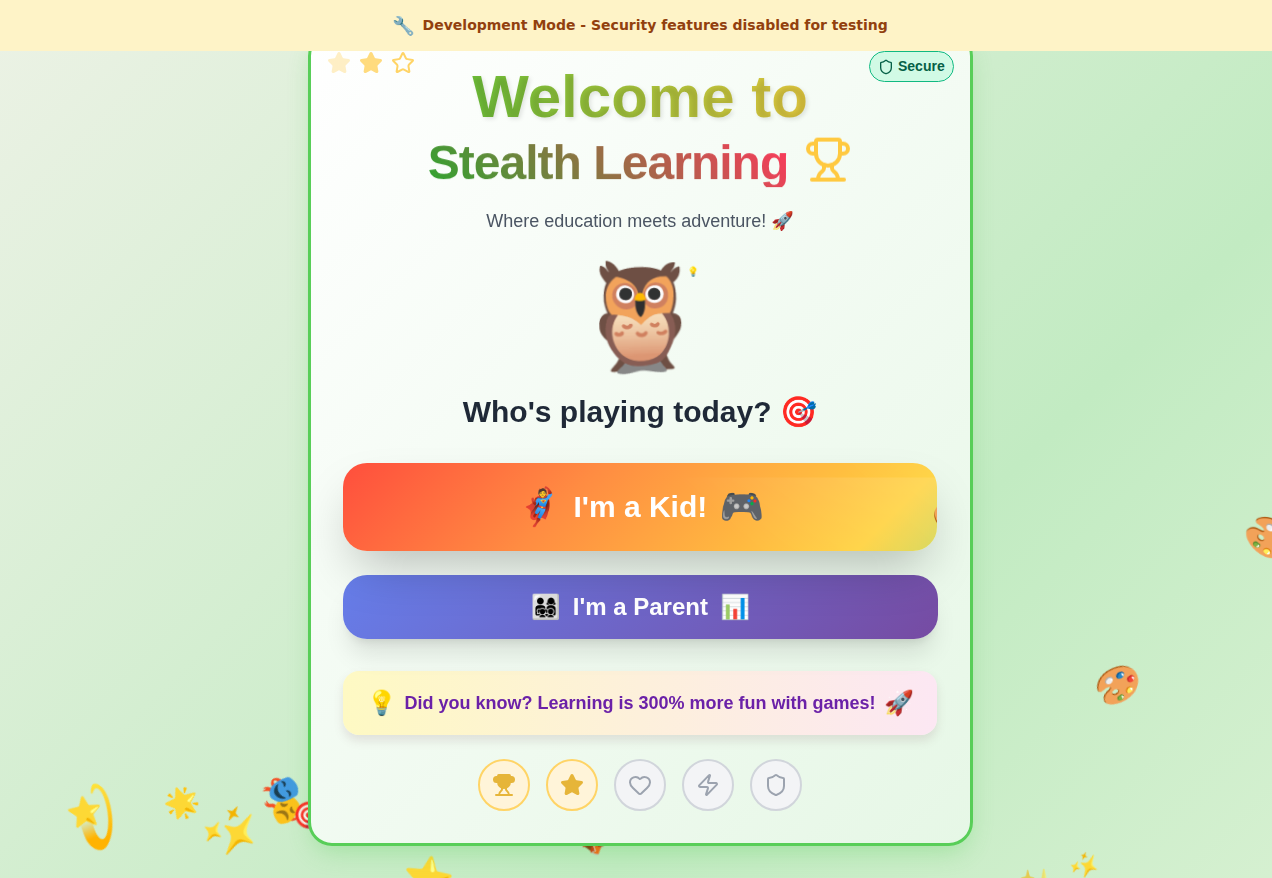 🔧 Development Mode - Security features disabled for testing
Secure
Welcome to
Stealth Learning
Where education meets adventure! 🚀
Who's playing today? 🎯
🦸 I'm a Kid! 🎮
👨‍👩‍👧‍👦 I'm a Parent 📊
💡 Did you know? Learning is 300% more fun with games! 🚀